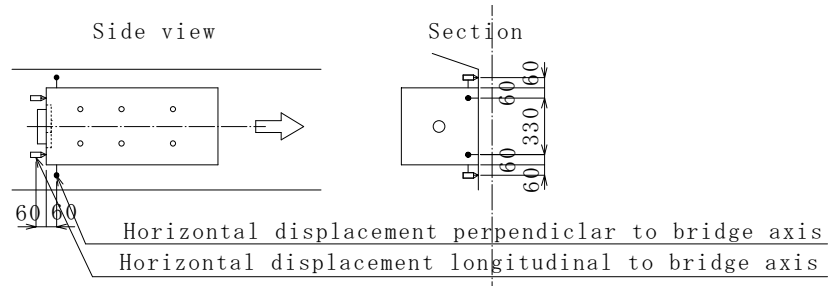 Side view
Section
60
60
330
60
60
60 60
Horizontal displacement perpendiclar to bridge axis
Horizontal displacement longitudinal to bridge axis